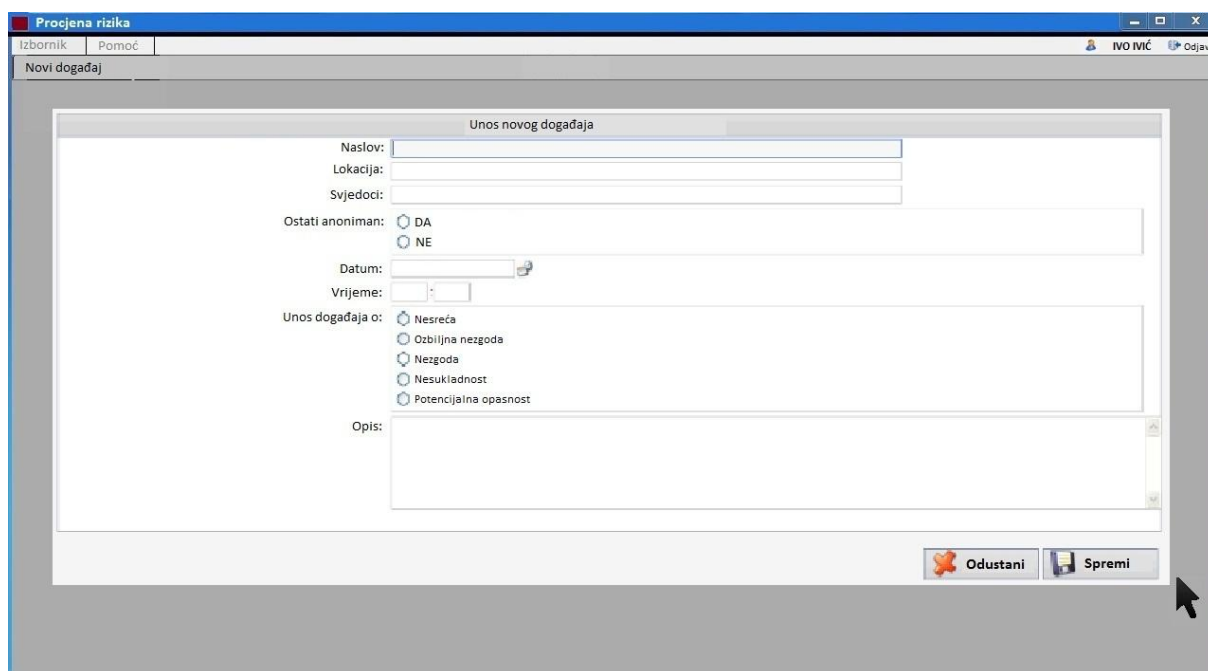 Procjena rizika
Izbornik Pomoć IVO IVIĆ Odjav
Novi događaj
Unos novog događaja
Naslov:
Lokacija:
Svjedoci:
Ostati anoniman: DA
NE
Datum:
Vrijeme: :
Unos događaja o: Nesreća
Ozbiljna nezgoda
Nezgoda
Nesukladnost
Potencijalna opasnost
Opis:
Odustani Spremi